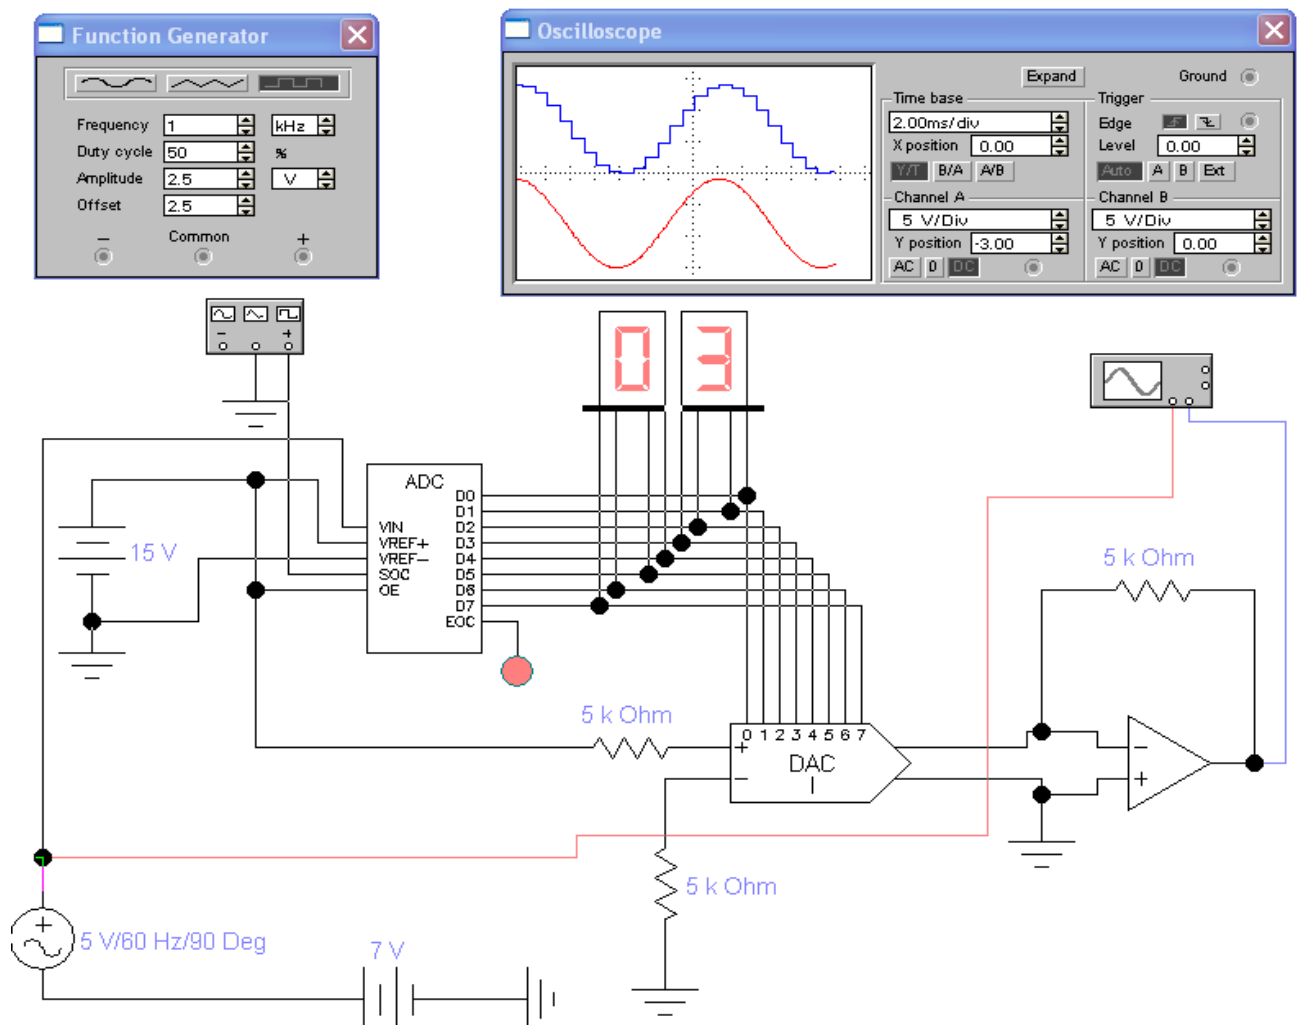 Function Generator
Frequency 1 kHz
Duty cycle 50 %
Amplitude 2.5 V
Offset 2.5
− Common +
Oscilloscope
Expand Ground
Time base
2.00ms/div
X position 0.00
Y/T B/A A/B
Trigger
Edge
Level 0.00
Auto A B Ext
Channel A
5 V/Div
Y position -3.00
AC 0 DC
Channel B
5 V/Div
Y position 0.00
AC 0 DC
− +
0 3
ADC
VIN
VREF+
VREF−
SOC
OE
D0
D1
D2
D3
D4
D5
D6
D7
EOC
15 V
5 k Ohm
5 k Ohm
0 1 2 3 4 5 6 7
+
−
DAC
I
−
+
5 k Ohm
+
5 V/60 Hz/90 Deg
7 V